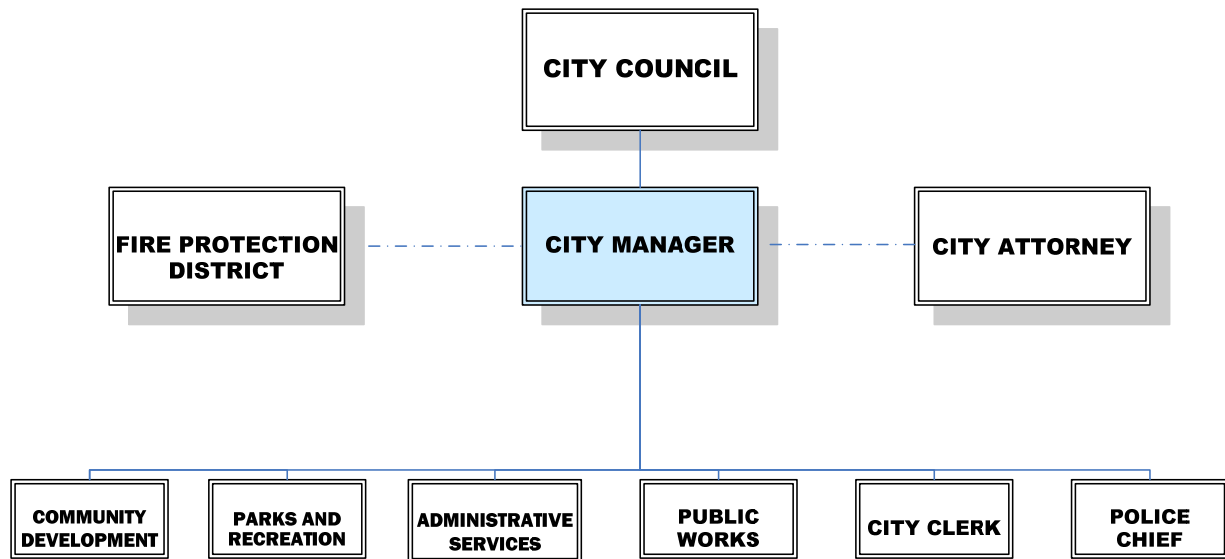 CITY COUNCIL
FIRE PROTECTION
DISTRICT
CITY MANAGER
CITY ATTORNEY
COMMUNITY
DEVELOPMENT
PARKS AND
RECREATION
ADMINISTRATIVE
SERVICES
PUBLIC
WORKS
CITY CLERK
POLICE
CHIEF